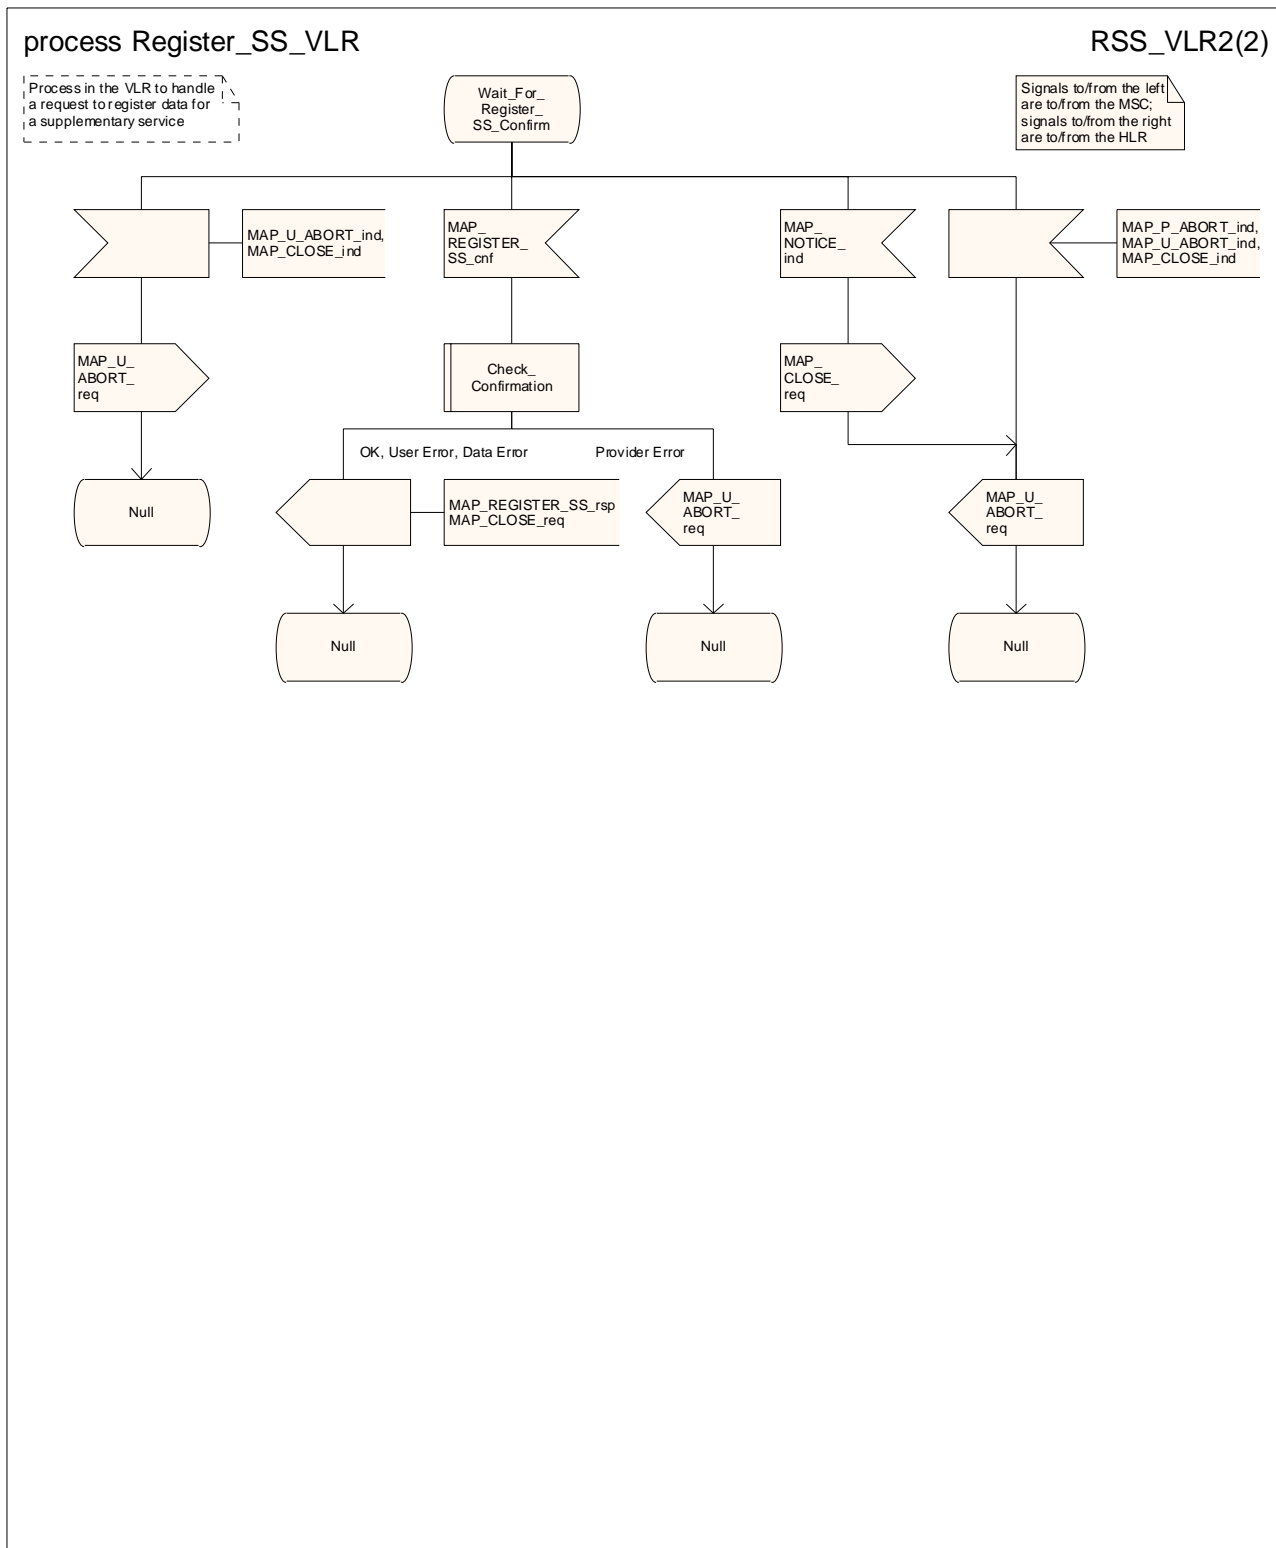 process Register_SS_VLR
RSS_VLR2(2)
Process in the VLR to handle
a request to register data for
a supplementary service
Wait_For_
Register_
SS_Confirm
Signals to/from the left
are to/from the MSC;
signals to/from the right
are to/from the HLR
MAP_U_ABORT_ind,
MAP_CLOSE_ind
MAP_
REGISTER_
SS_cnf
MAP_
NOTICE_
ind
MAP_P_ABORT_ind,
MAP_U_ABORT_ind,
MAP_CLOSE_ind
MAP_U_
ABORT_
req
Check_
Confirmation
MAP_
CLOSE_
req
OK, User Error, Data Error
Provider Error
Null
MAP_REGISTER_SS_rsp
MAP_CLOSE_req
MAP_U_
ABORT_
req
MAP_U_
ABORT_
req
Null
Null
Null